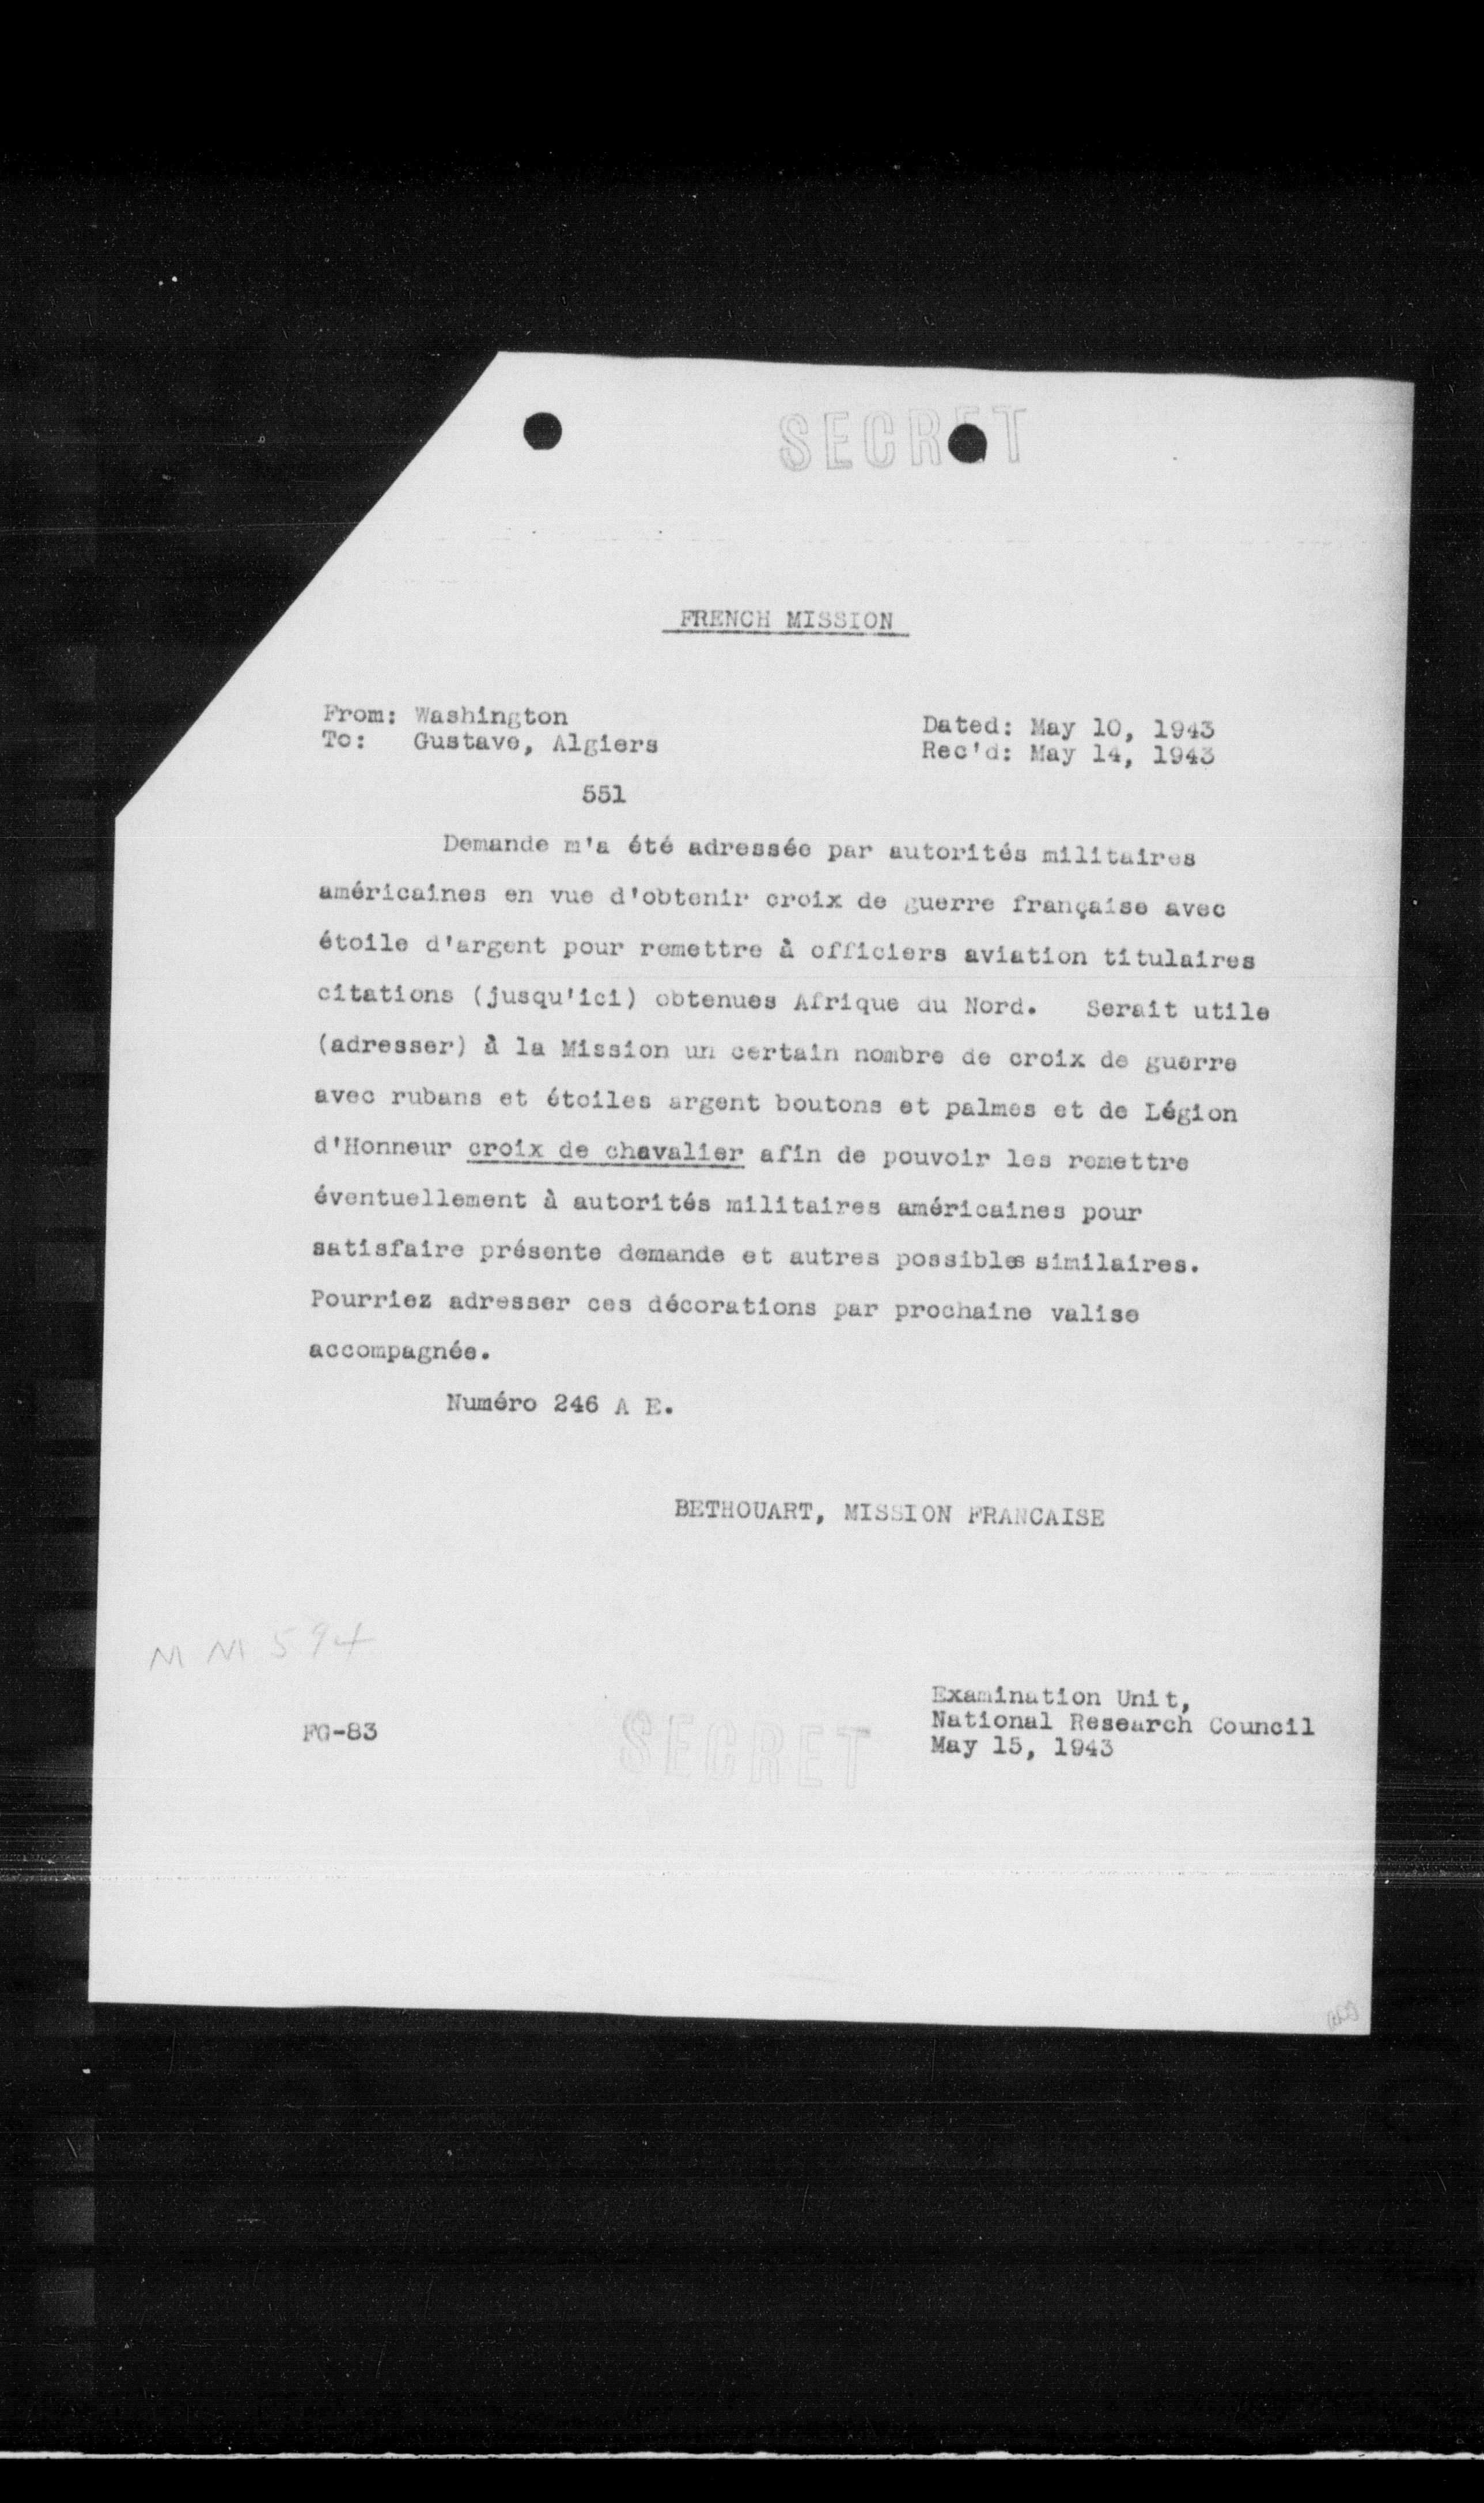 SECRET
FRENCH MISSION
From: Washington
To: Gustave, Algiers
Dated: May 10, 1943
Rec'd: May 14, 1943
551
Demande m'a été adressée par autorités militaires
américaines en vue d'obtenir croix de guerre française avec
étoile d'argent pour remettre à officiers aviation titulaires
citations (jusqu'ici) obtenues Afrique du Nord. Serait utile
(adresser) à la Mission un certain nombre de croix de guerre
avec rubans et étoiles argent boutons et palmes et de Légion
d'Honneur croix de chavalier afin de pouvoir les remettre
éventuellement à autorités militaires américaines pour
satisfaire présente demande et autres possibles similaires.
Pourriez adresser ces décorations par prochaine valise
accompagnée.
Numéro 246 A E.
BETHOUART, MISSION FRANCAISE
594
Examination Unit,
National Research Council
May 15, 1943
FG-83
SECRET